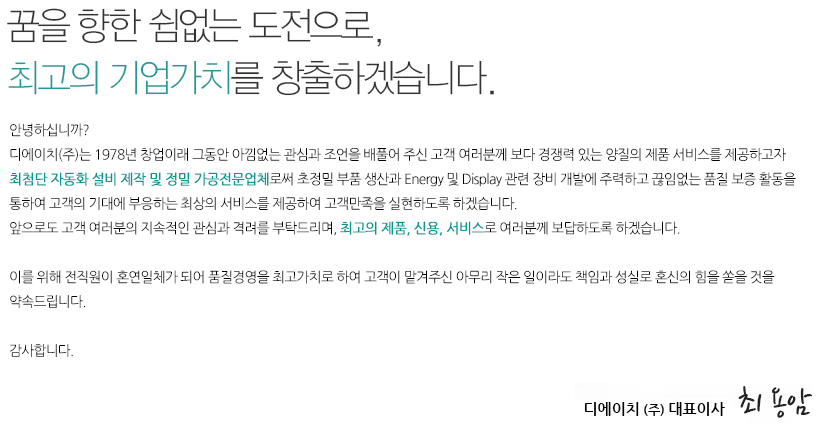 꿈을 향한 쉼없는 도전으로,
최고의 기업가치를 창출하겠습니다.
안녕하십니까?
디에이치(주)는 1978년 창업이래 그동안 아낌없는 관심과 조언을 배풀어 주신 고객 여러분께 보다 경쟁력 있는 양질의 제품 서비스를 제공하고자
최첨단 자동화 설비 제작 및 정밀 가공전문업체로써 초정밀 부품 생산과 Energy 및 Display 관련 장비 개발에 주력하고 끊임없는 품질 보증 활동을
통하여 고객의 기대에 부응하는 최상의 서비스를 제공하여 고객만족을 실현하도록 하겠습니다.
앞으로도 고객 여러분의 지속적인 관심과 격려를 부탁드리며, 최고의 제품, 신용, 서비스로 여러분께 보답하도록 하겠습니다.
이를 위해 전직원이 혼연일체가 되어 품질경영을 최고가치로 하여 고객이 맡겨주신 아무리 작은 일이라도 책임과 성실로 혼신의 힘을 쏟을 것을
약속드립니다.
감사합니다.
디에이치 (주) 대표이사 최용암